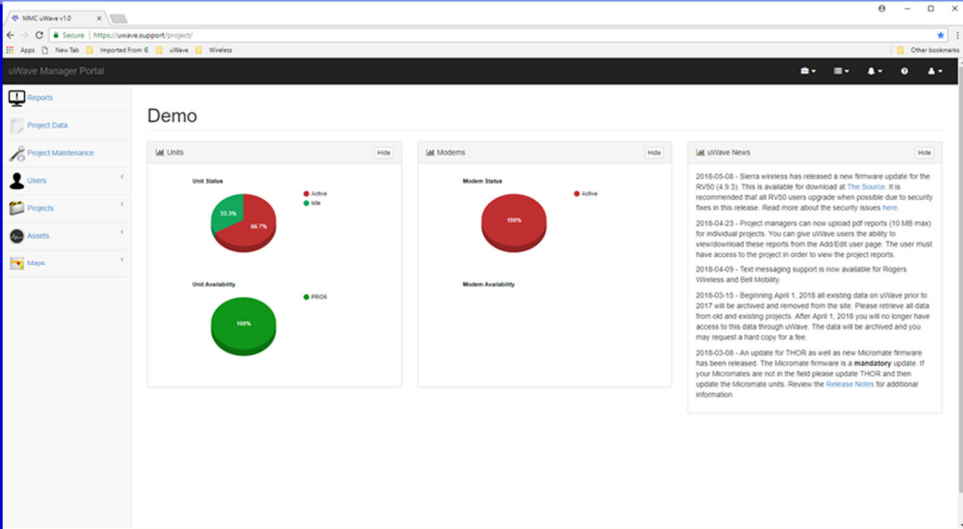 MMC uWave v1.0
Secure | https://uwave.support/project/
Apps New Tab Imported From IE uWave Wireless Other bookmarks
uWave Manager Portal
Reports
Project Data
Project Maintenance
Users
Projects
Assets
Maps
Demo
Units Hide
Unit Status
Active
Idle
33.3%
66.7%
Unit Availability
PRO6
100%
Modems Hide
Modem Status
Active
100%
Modem Availability
uWave News Hide
2018-05-08 - Sierra wireless has released a new firmware update for the
RV50 (4.9.3). This is available for download at The Source. It is
recommended that all RV50 users upgrade when possible due to security
fixes in this release. Read more about the security issues here.
2018-04-23 - Project managers can now upload pdf reports (10 MB max)
for individual projects. You can give uWave users the ability to
view/download these reports from the Add/Edit user page. The user must
have access to the project in order to view the project reports.
2018-04-09 - Text messaging support is now available for Rogers
Wireless and Bell Mobility.
2018-03-15 - Beginning April 1, 2018 all existing data on uWave prior to
2017 will be archived and removed from the site. Please retrieve all data
from old and existing projects. After April 1, 2018 you will no longer have
access to this data through uWave. The data will be archived and you
may request a hard copy for a fee.
2018-03-08 - An update for THOR as well as new Micromate firmware
has been released. The Micromate firmware is a mandatory update. If
your Micromates are not in the field please update THOR and then
update the Micromate units. Review the Release Notes for additional
information.